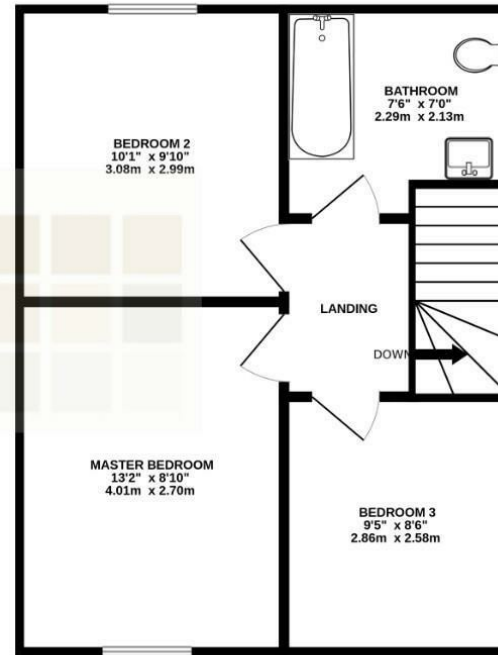 BATHROOM
7'6" x 7'0"
2.29m x 2.13m
BEDROOM 2
10'1" x 9'10"
3.08m x 2.99m
LANDING
DOWN
MASTER BEDROOM
13'2" x 8'10"
4.01m x 2.70m
BEDROOM 3
9'5" x 8'6"
2.86m x 2.58m